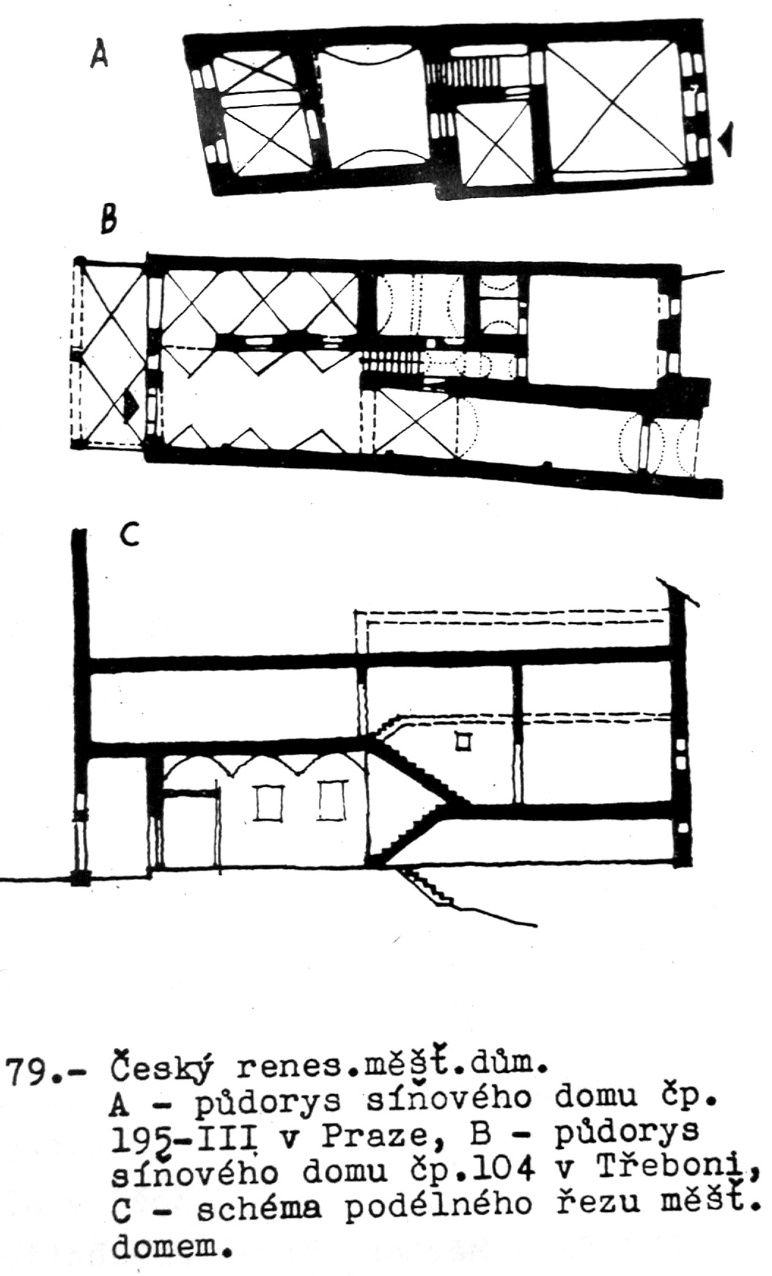 A
B
C
79.- Český renes.měšť.dům.
A - půdorys síňového domu čp.
195-III v Praze, B - půdorys
síňového domu čp.104 v Třeboni,
C - schéma podélného řezu měšť.
domem.